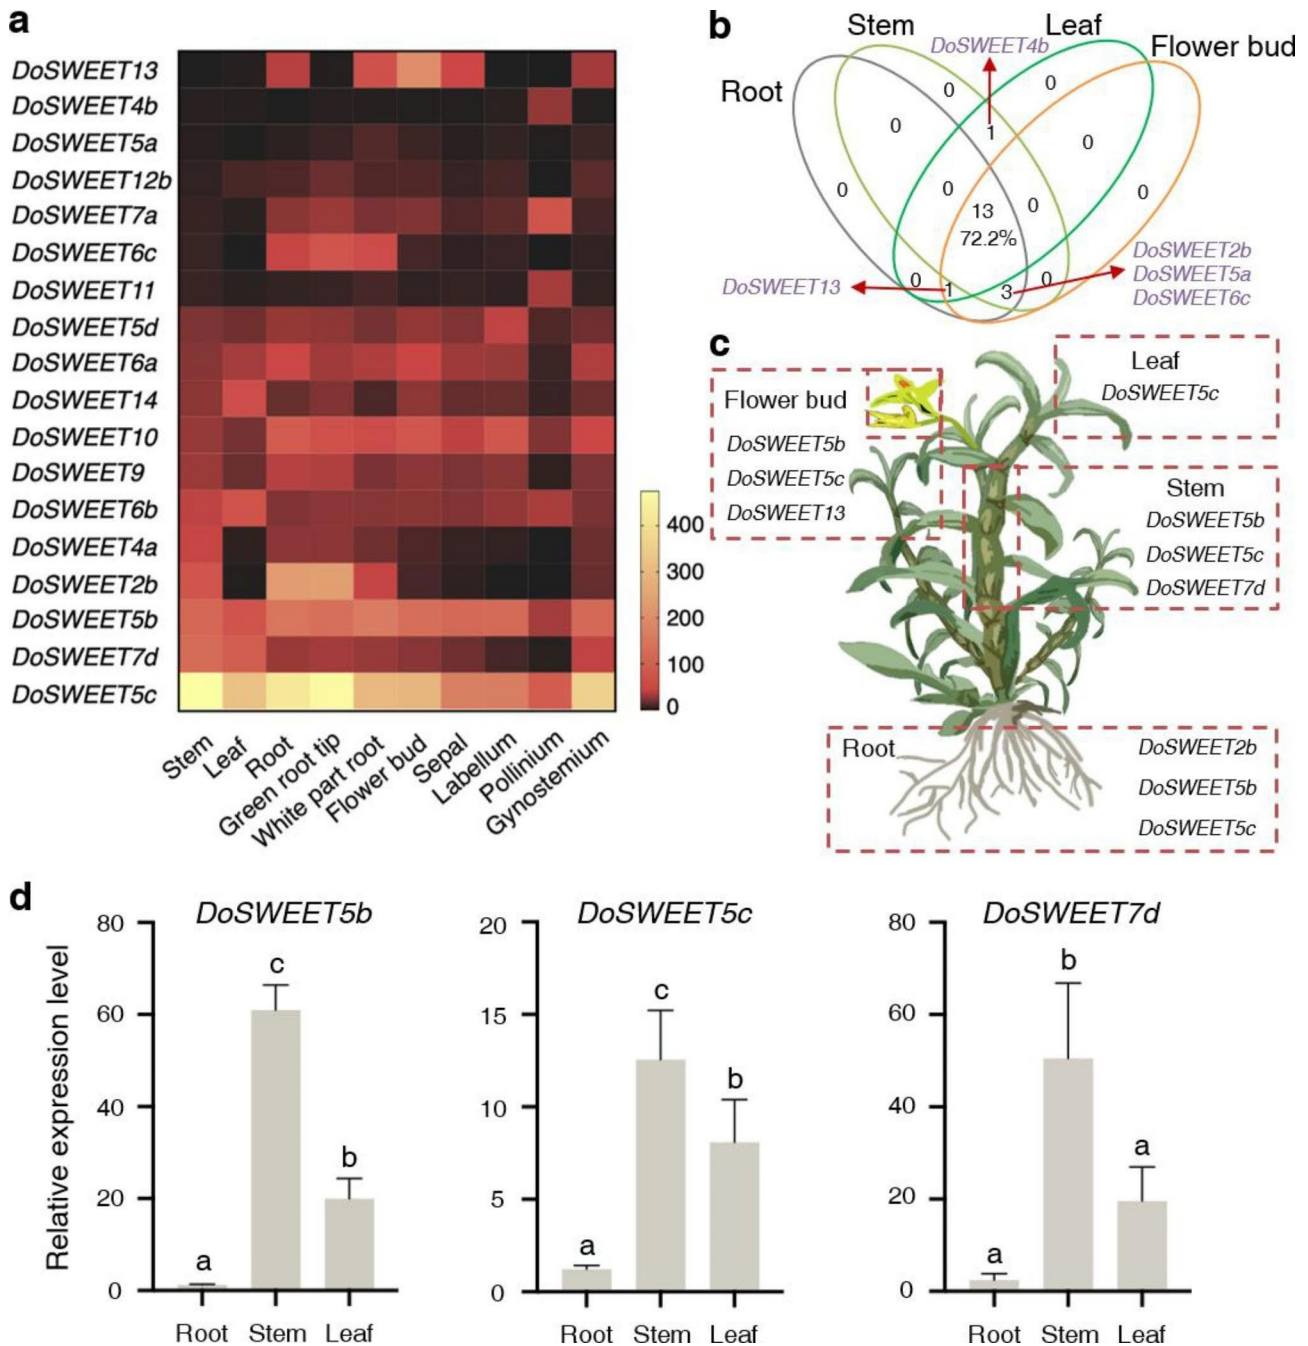 a
DoSWEET13
DoSWEET4b
DoSWEET5a
DoSWEET12b
DoSWEET7a
DoSWEET6c
DoSWEET11
DoSWEET5d
DoSWEET6a
DoSWEET14
DoSWEET10
DoSWEET9
DoSWEET6b
DoSWEET4a
DoSWEET2b
DoSWEET5b
DoSWEET7d
DoSWEET5c
400
300
200
100
0
Stem
Leaf
Root
Green root tip
White part root
Flower bud
Sepal
Labellum
Pollinium
Gynostemium
b
Stem
Leaf
DoSWEET4b
Flower bud
Root
0
0
0
1
0
0
0
0
0
13
72.2%
DoSWEET2b
DoSWEET5a
DoSWEET6c
DoSWEET13
0
1
3
0
c
Leaf
DoSWEET5c
Flower bud
DoSWEET5b
DoSWEET5c
DoSWEET13
Stem
DoSWEET5b
DoSWEET5c
DoSWEET7d
Root
DoSWEET2b
DoSWEET5b
DoSWEET5c
d
Relative expression level
DoSWEET5b
80
60
40
20
0
a
c
b
Root Stem Leaf
DoSWEET5c
20
15
10
5
0
a
c
b
Root Stem Leaf
DoSWEET7d
80
60
40
20
0
a
b
a
Root Stem Leaf